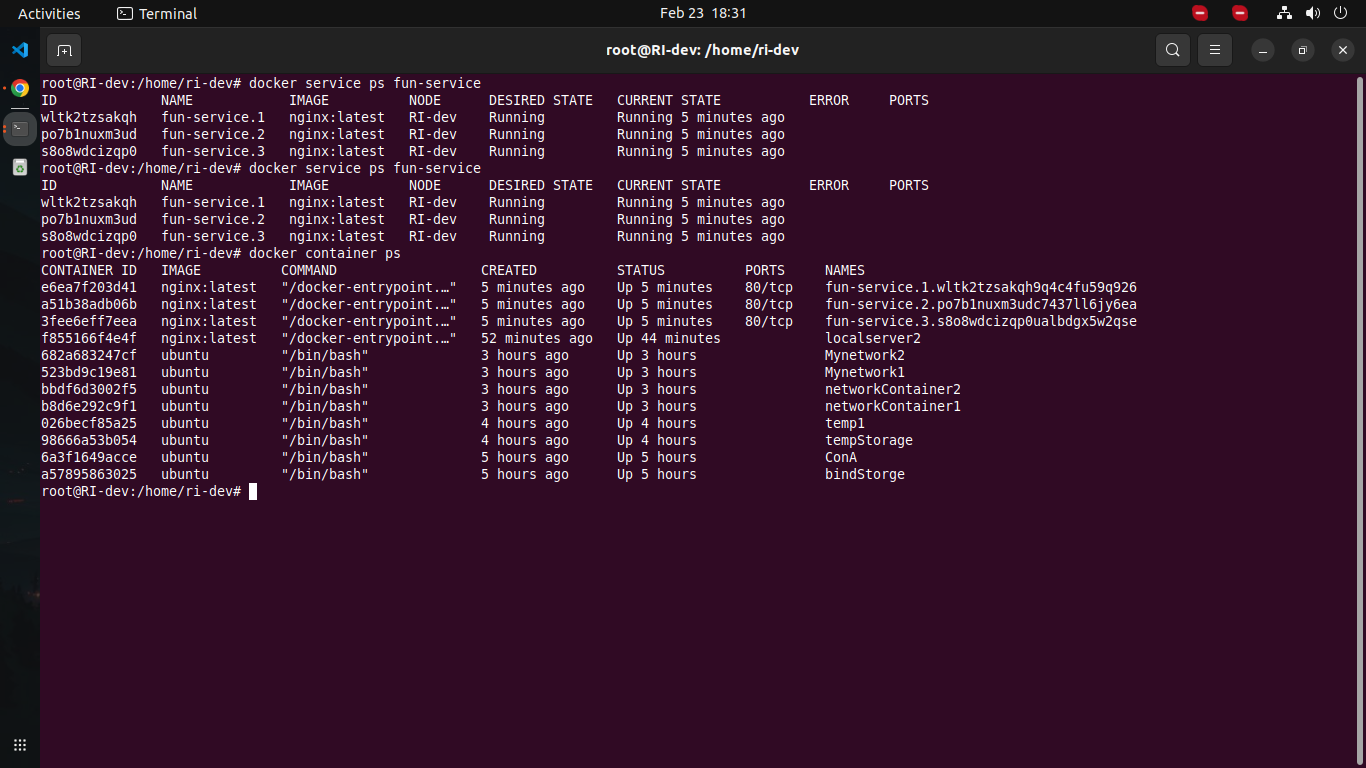 Activities Terminal Feb 23 18:31
root@RI-dev: /home/ri-dev
root@RI-dev:/home/ri-dev# docker service ps fun-service
ID NAME IMAGE NODE DESIRED STATE CURRENT STATE ERROR PORTS
wltk2tzsakqh fun-service.1 nginx:latest RI-dev Running Running 5 minutes ago
po7b1nuxm3ud fun-service.2 nginx:latest RI-dev Running Running 5 minutes ago
s8o8wdcizqp0 fun-service.3 nginx:latest RI-dev Running Running 5 minutes ago
root@RI-dev:/home/ri-dev# docker service ps fun-service
ID NAME IMAGE NODE DESIRED STATE CURRENT STATE ERROR PORTS
wltk2tzsakqh fun-service.1 nginx:latest RI-dev Running Running 5 minutes ago
po7b1nuxm3ud fun-service.2 nginx:latest RI-dev Running Running 5 minutes ago
s8o8wdcizqp0 fun-service.3 nginx:latest RI-dev Running Running 5 minutes ago
root@RI-dev:/home/ri-dev# docker container ps
CONTAINER ID IMAGE COMMAND CREATED STATUS PORTS NAMES
e6ea7f203d41 nginx:latest "/docker-entrypoint.…" 5 minutes ago Up 5 minutes 80/tcp fun-service.1.wltk2tzsakqh9q4c4fu59q926
a51b38adb06b nginx:latest "/docker-entrypoint.…" 5 minutes ago Up 5 minutes 80/tcp fun-service.2.po7b1nuxm3udc7437ll6jy6ea
3fee6eff7eea nginx:latest "/docker-entrypoint.…" 5 minutes ago Up 5 minutes 80/tcp fun-service.3.s8o8wdcizqp0ualbdgx5w2qse
f855166f4e4f nginx:latest "/docker-entrypoint.…" 52 minutes ago Up 44 minutes localserver2
682a683247cf ubuntu "/bin/bash" 3 hours ago Up 3 hours Mynetwork2
523bd9c19e81 ubuntu "/bin/bash" 3 hours ago Up 3 hours Mynetwork1
bbdf6d3002f5 ubuntu "/bin/bash" 3 hours ago Up 3 hours networkContainer2
b8d6e292c9f1 ubuntu "/bin/bash" 3 hours ago Up 3 hours networkContainer1
026becf85a25 ubuntu "/bin/bash" 4 hours ago Up 4 hours temp1
98666a53b054 ubuntu "/bin/bash" 4 hours ago Up 4 hours tempStorage
6a3f1649acce ubuntu "/bin/bash" 5 hours ago Up 5 hours ConA
a57895863025 ubuntu "/bin/bash" 5 hours ago Up 5 hours bindStorge
root@RI-dev:/home/ri-dev#